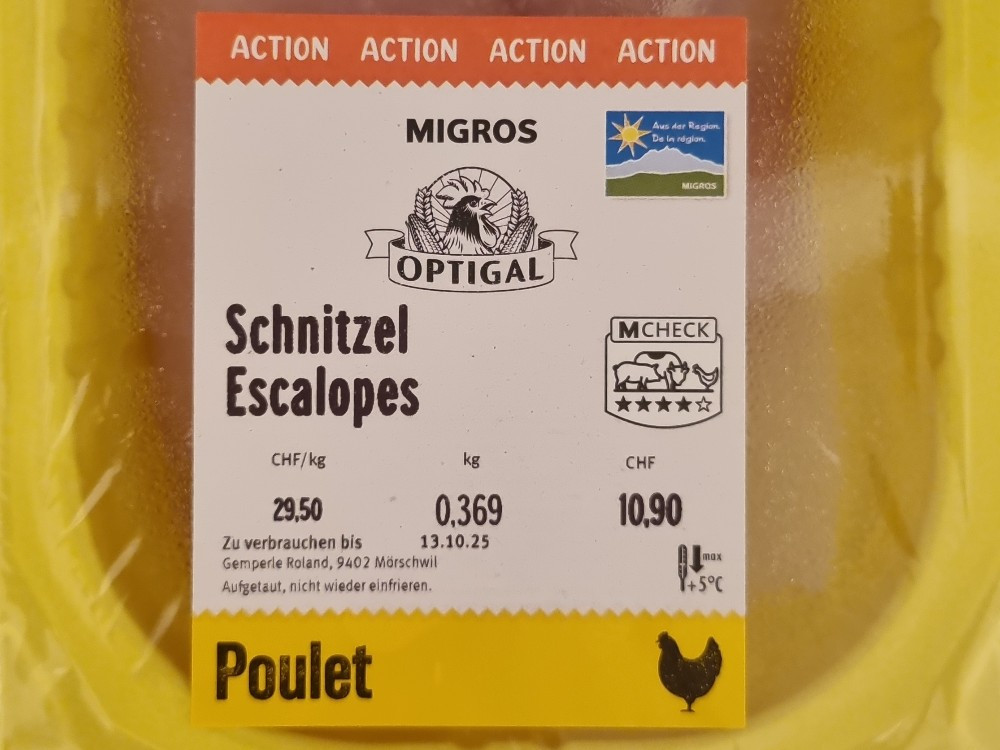 ACTION ACTION ACTION ACTION
MIGROS
Aus der Region.
De la région.
MIGROS
OPTIGAL
Schnitzel
Escalopes
MCHECK
CHF/kg kg CHF
29,50 0,369 10,90
Zu verbrauchen bis 13.10.25
Gemperle Roland, 9402 Mörschwil
Aufgetaut, nicht wieder einfrieren.
max
+5°C
Poulet